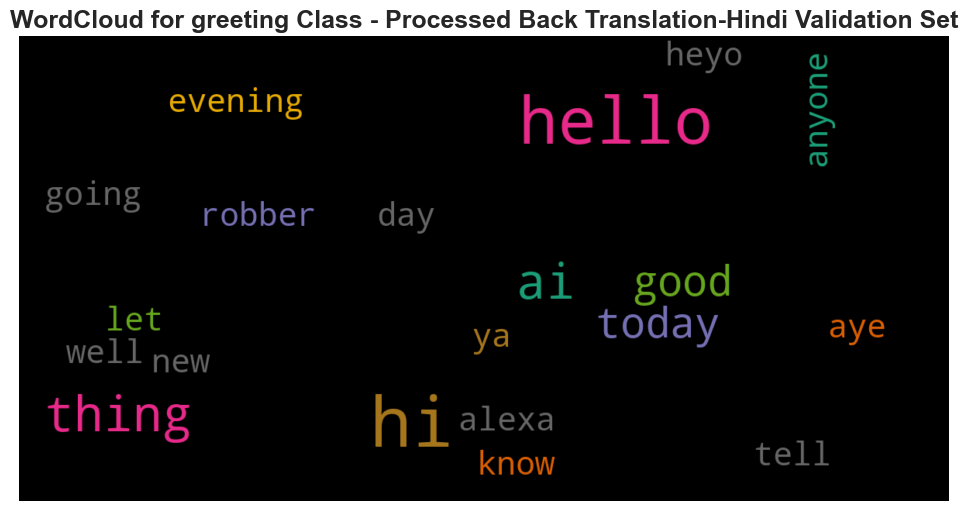 WordCloud for greeting Class - Processed Back Translation-Hindi Validation Set
heyo
anyone
evening
hello
going
robber
day
ai
good
let
today
ya
aye
well
new
thing
hi
alexa
know
tell